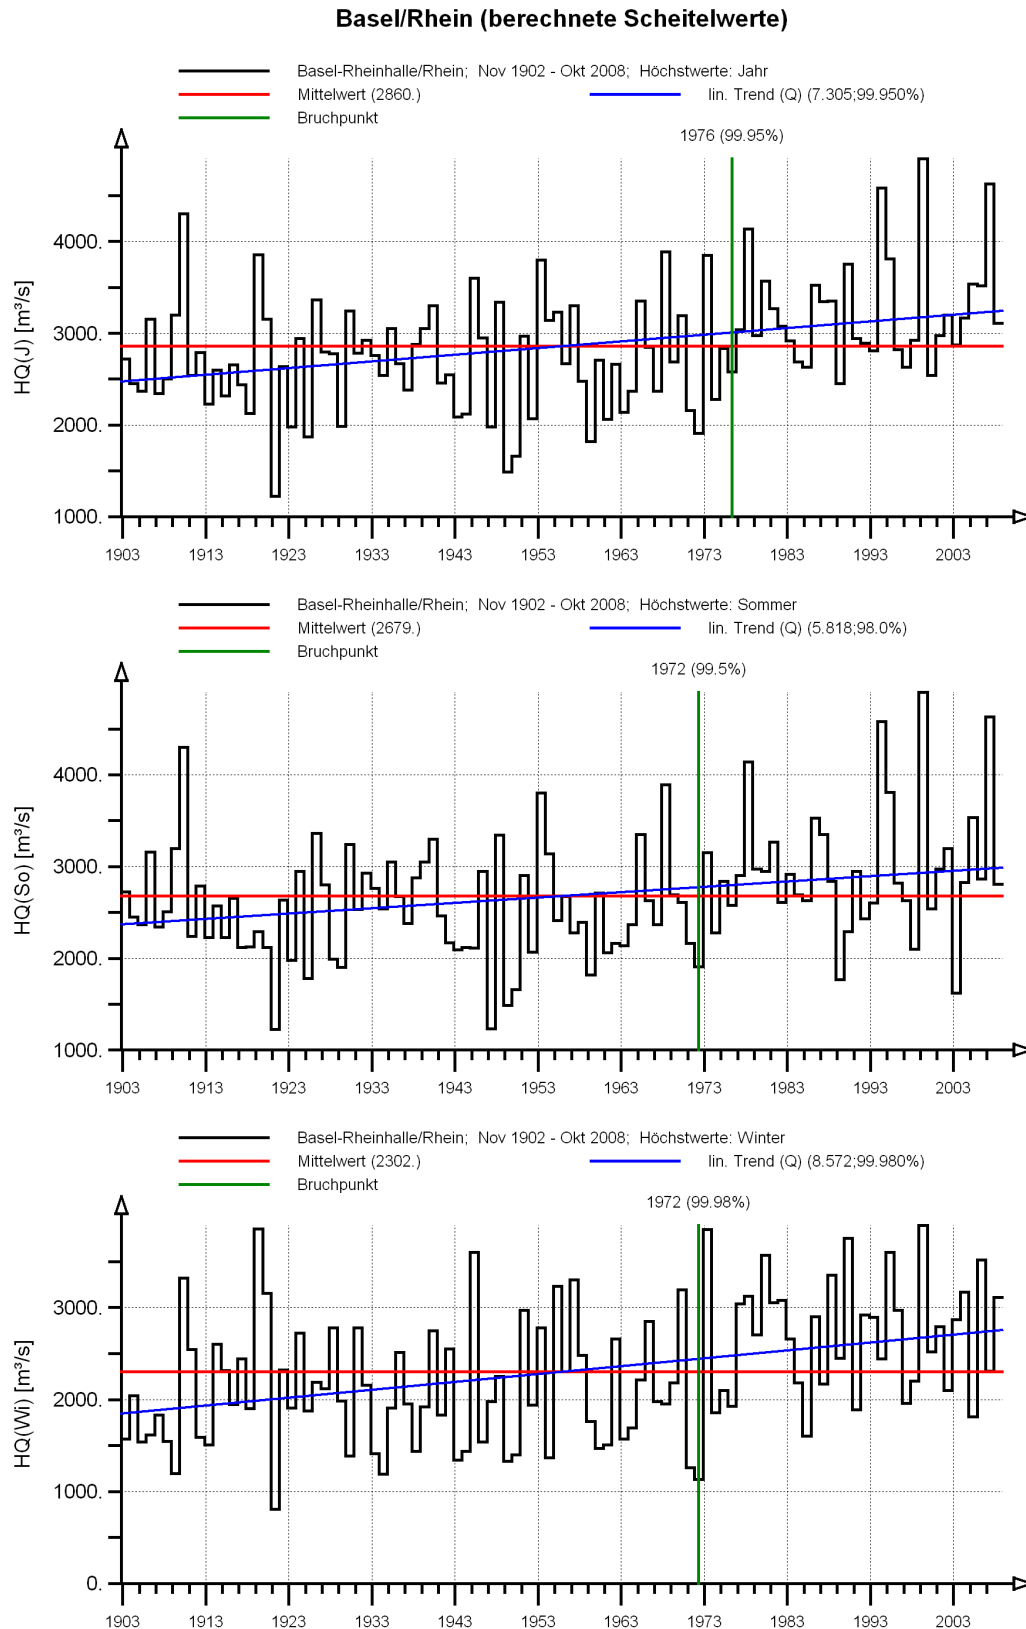 Basel/Rhein (berechnete Scheitelwerte)
Basel-Rheinhalle/Rhein; Nov 1902 - Okt 2008; Höchstwerte: Jahr
Mittelwert (2860.) lin. Trend (Q) (7.305;99.950%)
Bruchpunkt
1976 (99.95%)
HQ(J) [m³/s]
4000.
3000.
2000.
1000.
1903 1913 1923 1933 1943 1953 1963 1973 1983 1993 2003
Basel-Rheinhalle/Rhein; Nov 1902 - Okt 2008; Höchstwerte: Sommer
Mittelwert (2679.) lin. Trend (Q) (5.818;98.0%)
Bruchpunkt
1972 (99.5%)
HQ(So) [m³/s]
4000.
3000.
2000.
1000.
1903 1913 1923 1933 1943 1953 1963 1973 1983 1993 2003
Basel-Rheinhalle/Rhein; Nov 1902 - Okt 2008; Höchstwerte: Winter
Mittelwert (2302.) lin. Trend (Q) (8.572;99.980%)
Bruchpunkt
1972 (99.98%)
HQ(Wi) [m³/s]
3000.
2000.
1000.
0.
1903 1913 1923 1933 1943 1953 1963 1973 1983 1993 2003